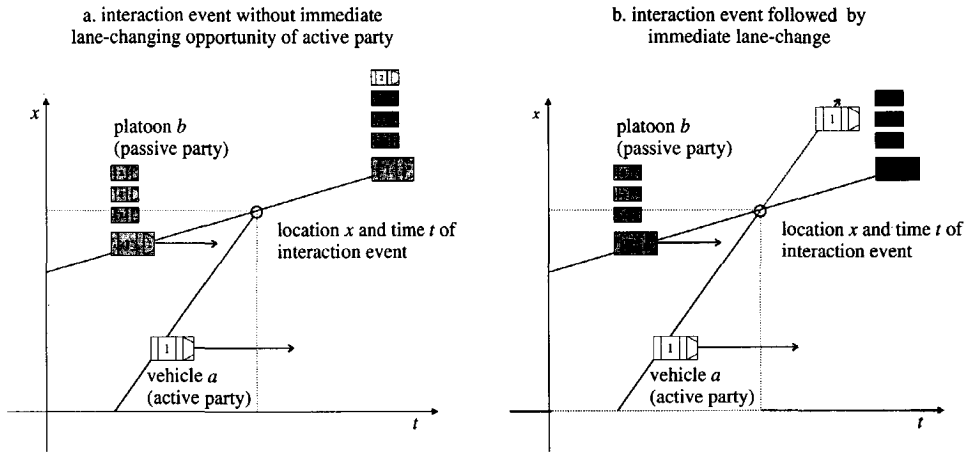 a. interaction event without immediate
lane-changing opportunity of active party
x
platoon b
(passive party)
location x and time t of
interaction event
1
vehicle a
(active party)
t
b. interaction event followed by
immediate lane-change
x
1
platoon b
(passive party)
location x and time t of
interaction event
1
vehicle a
(active party)
t